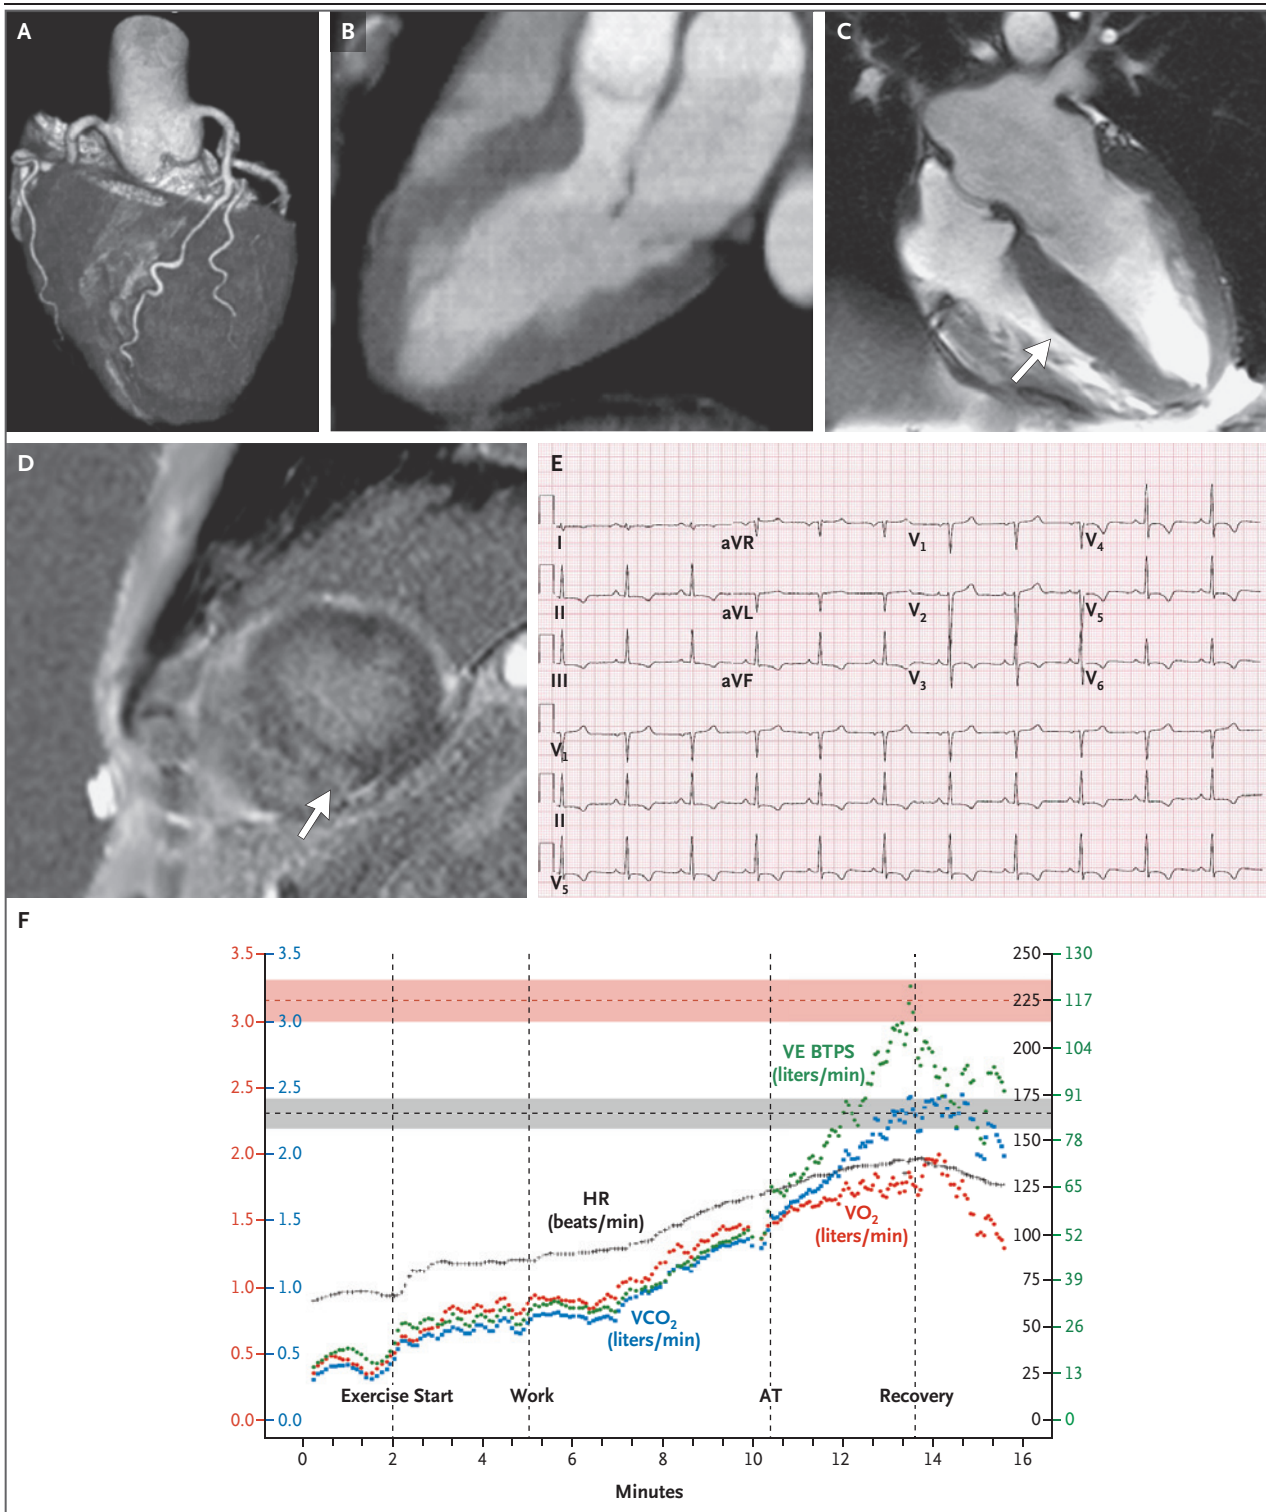 A
B
C
D
E
I
aVR
V1
V4
II
aVL
V2
V5
III
aVF
V3
V6
V1
II
V5
F
3.5 3.5 250 130
3.0 3.0 225 117
2.5 2.5 200 104
2.0 2.0 175 91
1.5 1.5 150 78
1.0 1.0 125 65
0.5 0.5 100 52
0.0 0.0 75 39
50 26
25 13
0 0
VE BTPS
(liters/min)
HR
(beats/min)
VO2
(liters/min)
VCO2
(liters/min)
Exercise Start Work AT Recovery
0 2 4 6 8 10 12 14 16
Minutes